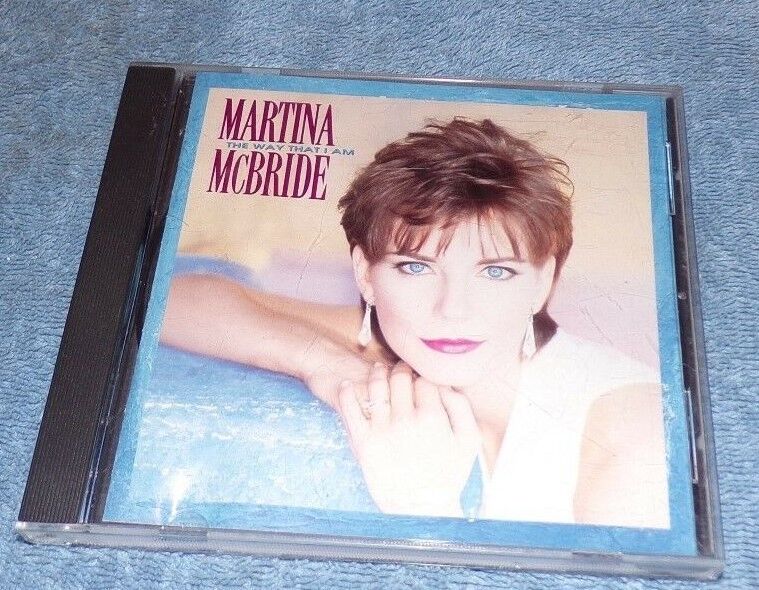 MARTINA
THE WAY THAT I AM
McBRIDE